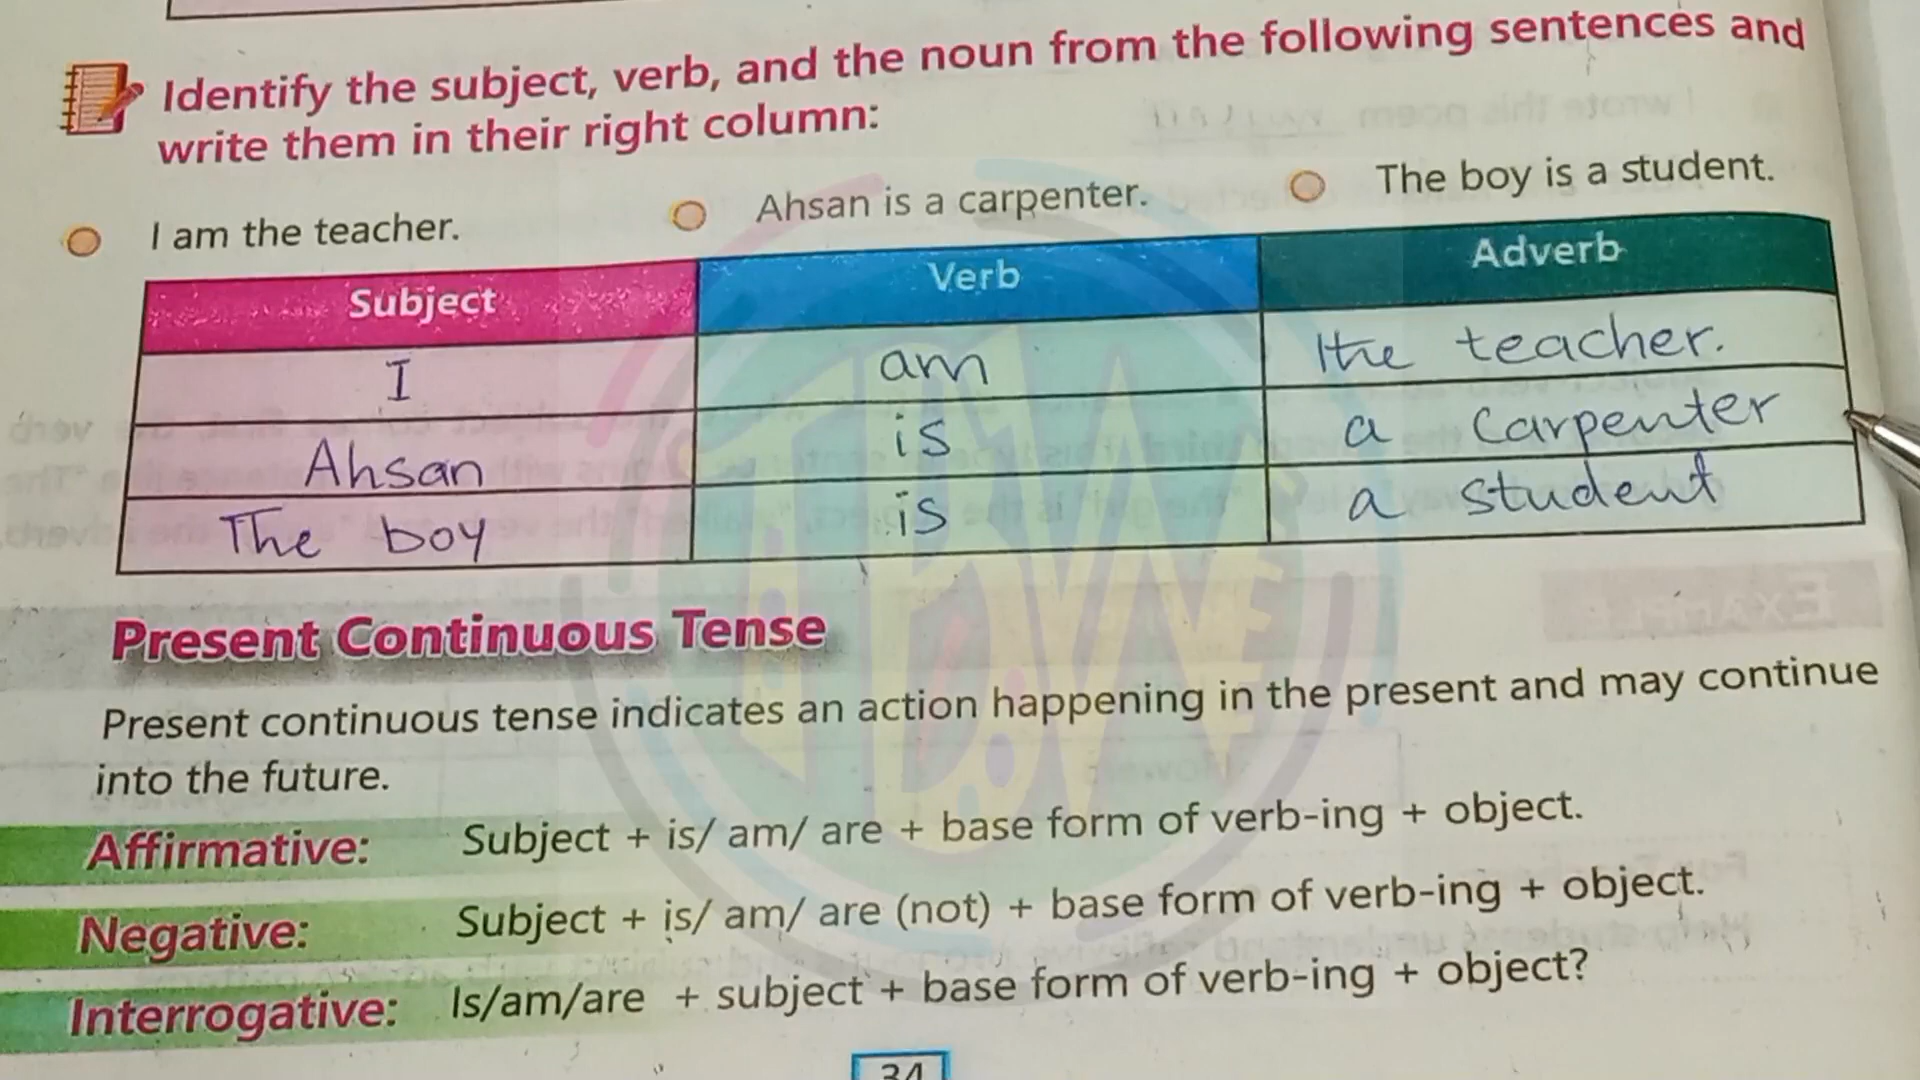 Identify the subject, verb, and the noun from the following sentences and
write them in their right column:
I am the teacher. Ahsan is a carpenter. The boy is a student.
Subject Verb Adverb
I am the teacher.
Ahsan is a Carpenter
The boy is a student
Present Continuous Tense
Present continuous tense indicates an action happening in the present and may continue
into the future.
Affirmative: Subject + is/ am/ are + base form of verb-ing + object.
Negative: Subject + is/ am/ are (not) + base form of verb-ing + object.
Interrogative: Is/am/are + subject + base form of verb-ing + object?
34